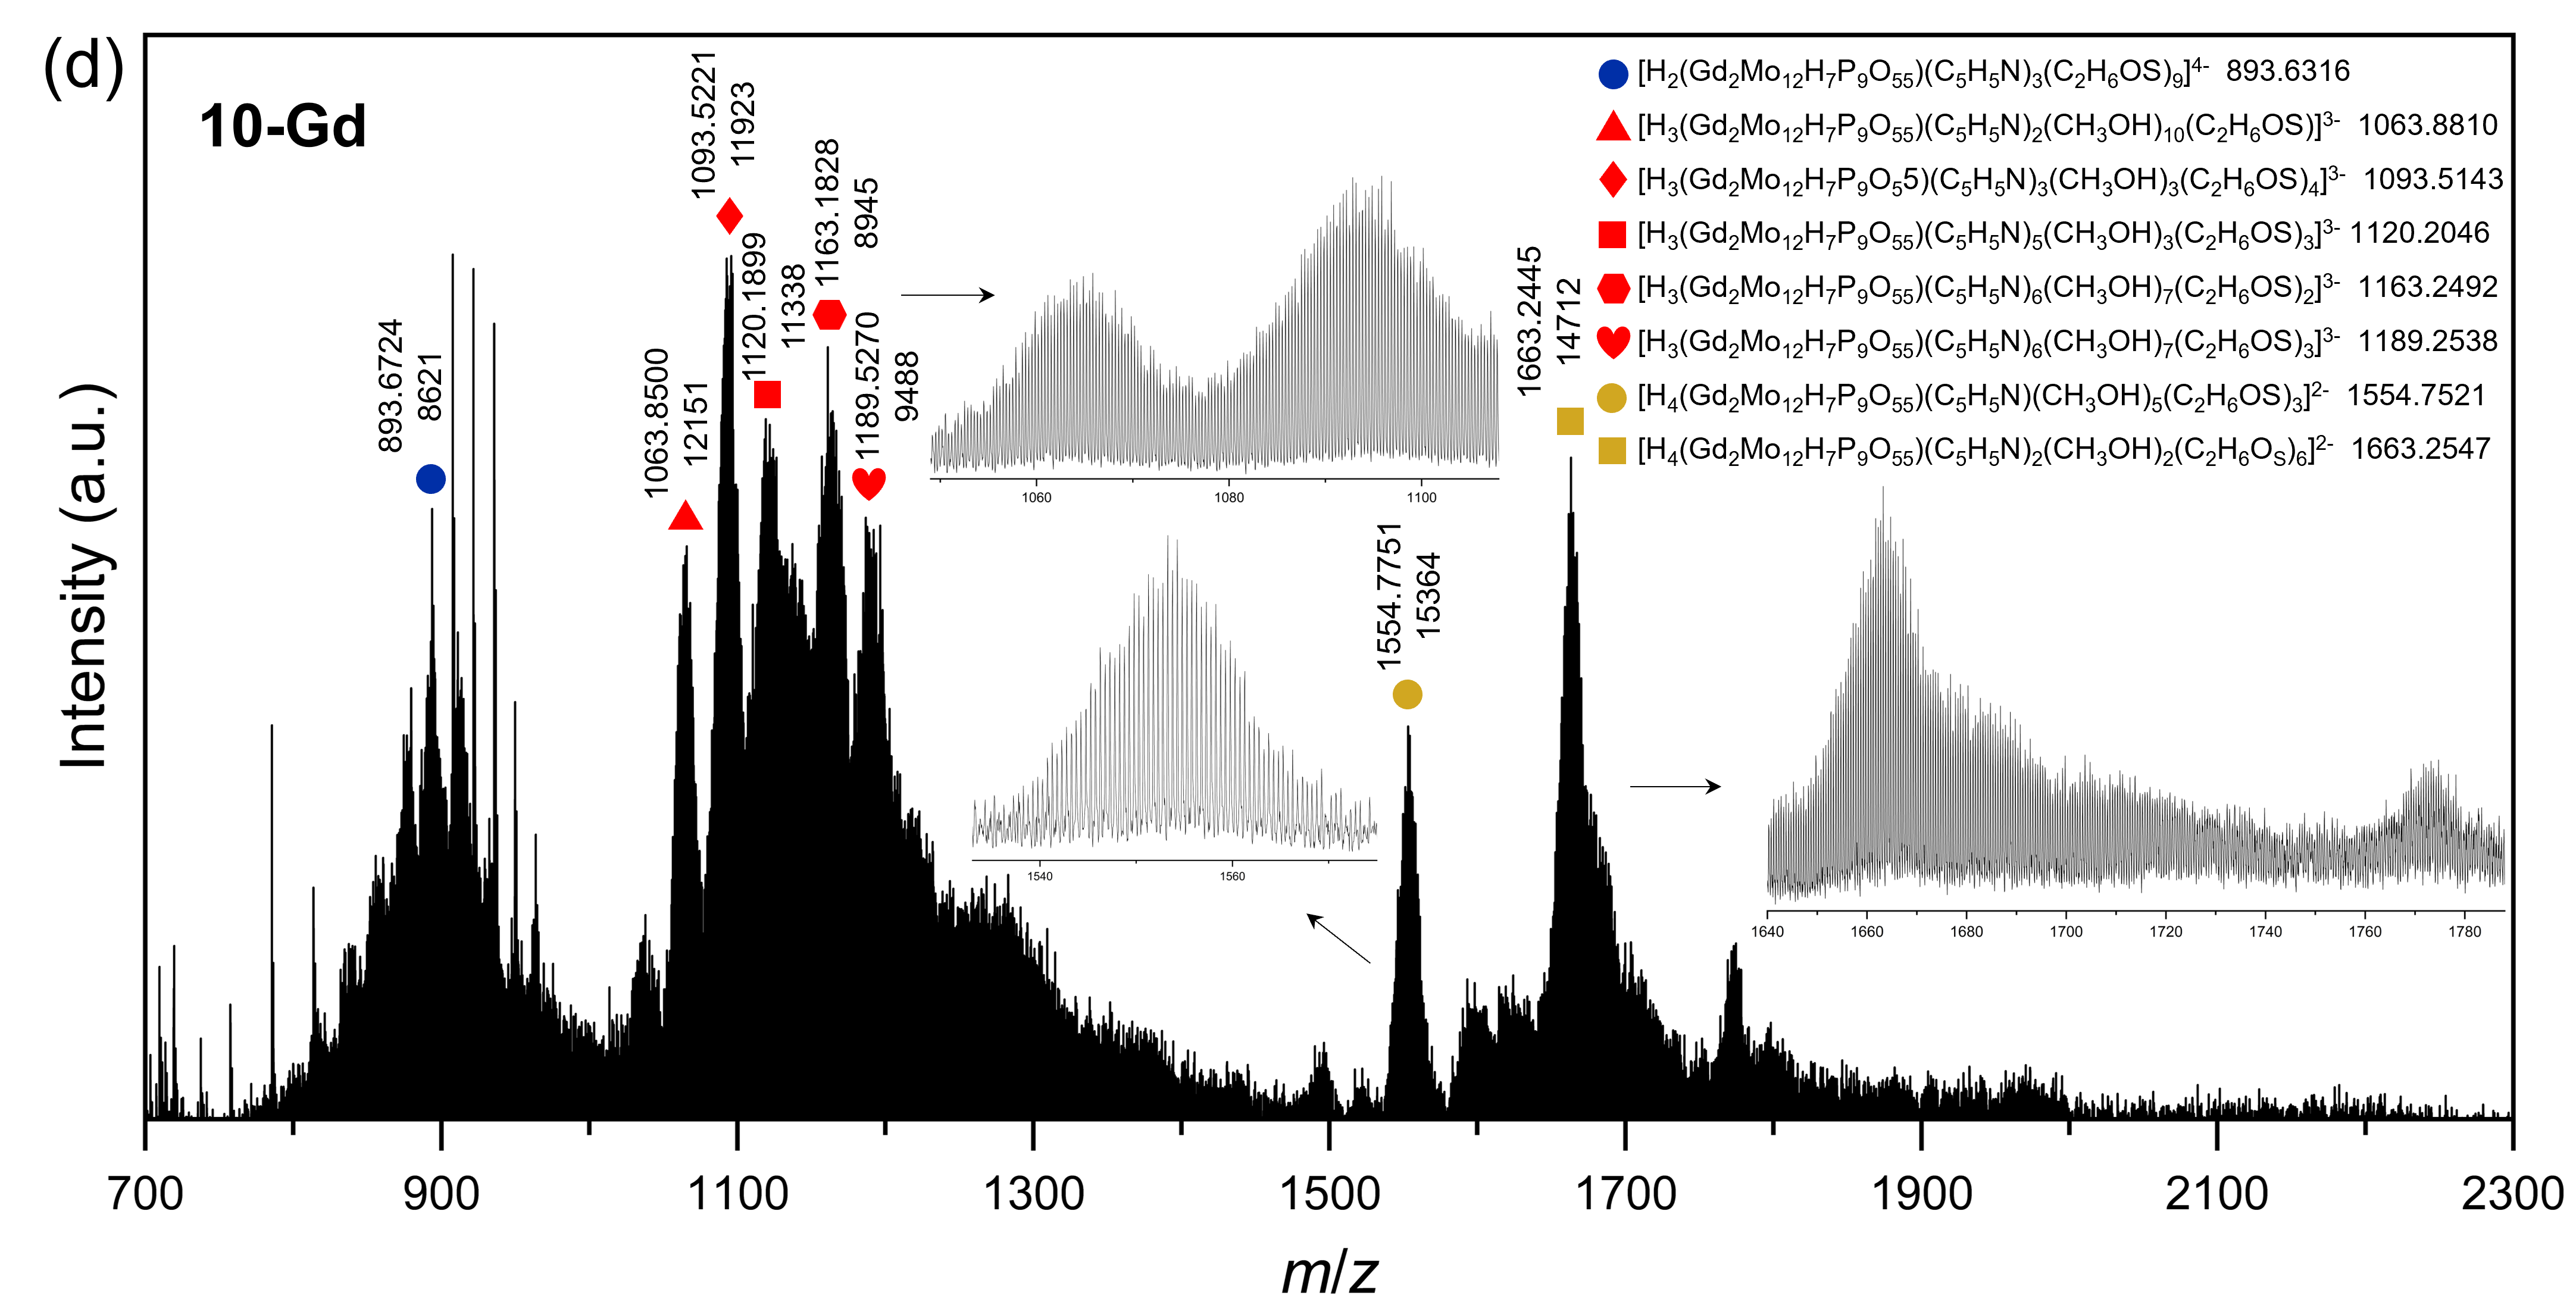 (d)
10-Gd
Intensity (a.u.)
893.6724
8621
1063.8500
12151
1093.5221
11923
1120.1899
11338
1163.1828
8945
1189.5270
9488
1554.7751
15364
1663.2445
14712
[H₂(Gd₂Mo₁₂H₇P₉O₅₅)(C₅H₅N)₃(C₂H₆OS)₉]⁴⁻ 893.6316
[H₃(Gd₂Mo₁₂H₇P₉O₅₅)(C₅H₅N)₂(CH₃OH)₁₀(C₂H₆OS)]³⁻ 1063.8810
[H₃(Gd₂Mo₁₂H₇P₉O₅5)(C₅H₅N)₃(CH₃OH)₃(C₂H₆OS)₄]³⁻ 1093.5143
[H₃(Gd₂Mo₁₂H₇P₉O₅₅)(C₅H₅N)₅(CH₃OH)₃(C₂H₆OS)₃]³⁻ 1120.2046
[H₃(Gd₂Mo₁₂H₇P₉O₅₅)(C₅H₅N)₆(CH₃OH)₇(C₂H₆OS)₂]³⁻ 1163.2492
[H₃(Gd₂Mo₁₂H₇P₉O₅₅)(C₅H₅N)₆(CH₃OH)₇(C₂H₆OS)₃]³⁻ 1189.2538
[H₄(Gd₂Mo₁₂H₇P₉O₅₅)(C₅H₅N)(CH₃OH)₅(C₂H₆OS)₃]²⁻ 1554.7521
[H₄(Gd₂Mo₁₂H₇P₉O₅₅)(C₅H₅N)₂(CH₃OH)₂(C₂H₆Oₛ)₆]²⁻ 1663.2547
1060 1080 1100
1540 1560
1640 1660 1680 1700 1720 1740 1760 1780
700 900 1100 1300 1500 1700 1900 2100 2300
m/z